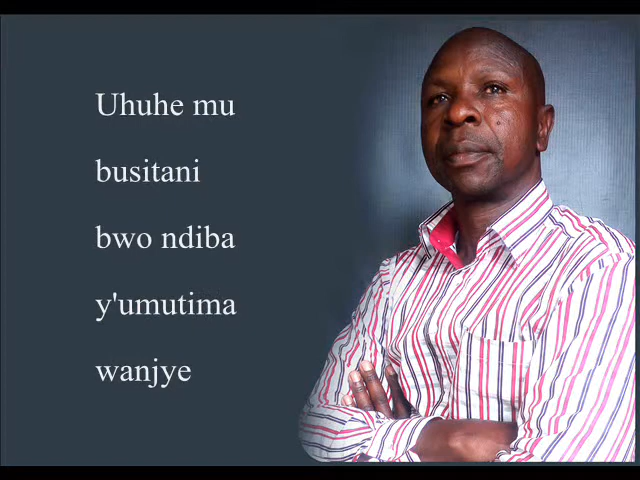 Uhuhe mu
busitani
bwo ndiba
y'umutima
wanjye